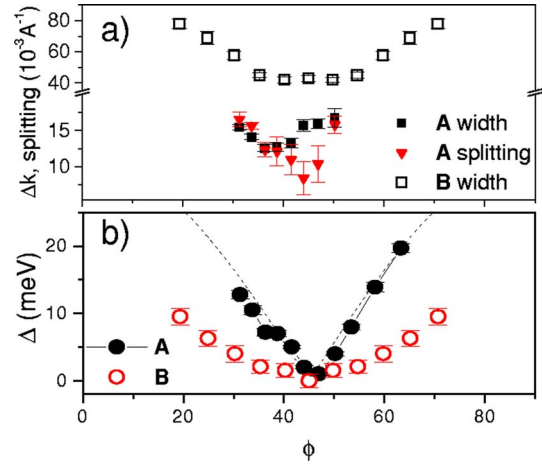 a)
Δk, splitting (10⁻³A⁻¹)
80
60
40
15
10
A width
A splitting
B width
b)
Δ (meV)
20
10
0
A
B
0 20 40 60 80
ϕ